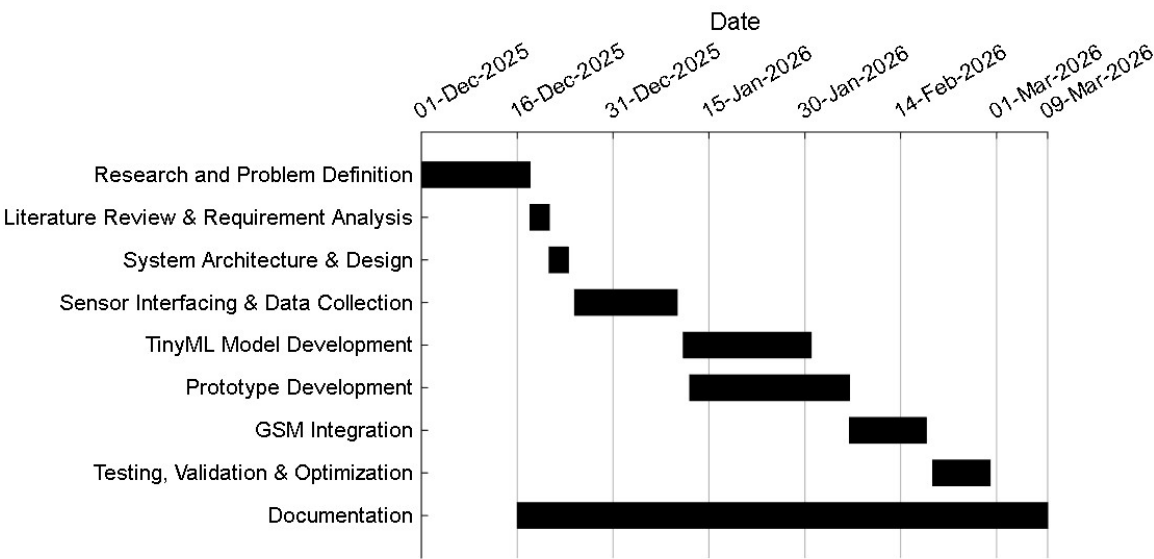 Date
01-Dec-2025
16-Dec-2025
31-Dec-2025
15-Jan-2026
30-Jan-2026
14-Feb-2026
01-Mar-2026
09-Mar-2026
Research and Problem Definition
Literature Review & Requirement Analysis
System Architecture & Design
Sensor Interfacing & Data Collection
TinyML Model Development
Prototype Development
GSM Integration
Testing, Validation & Optimization
Documentation